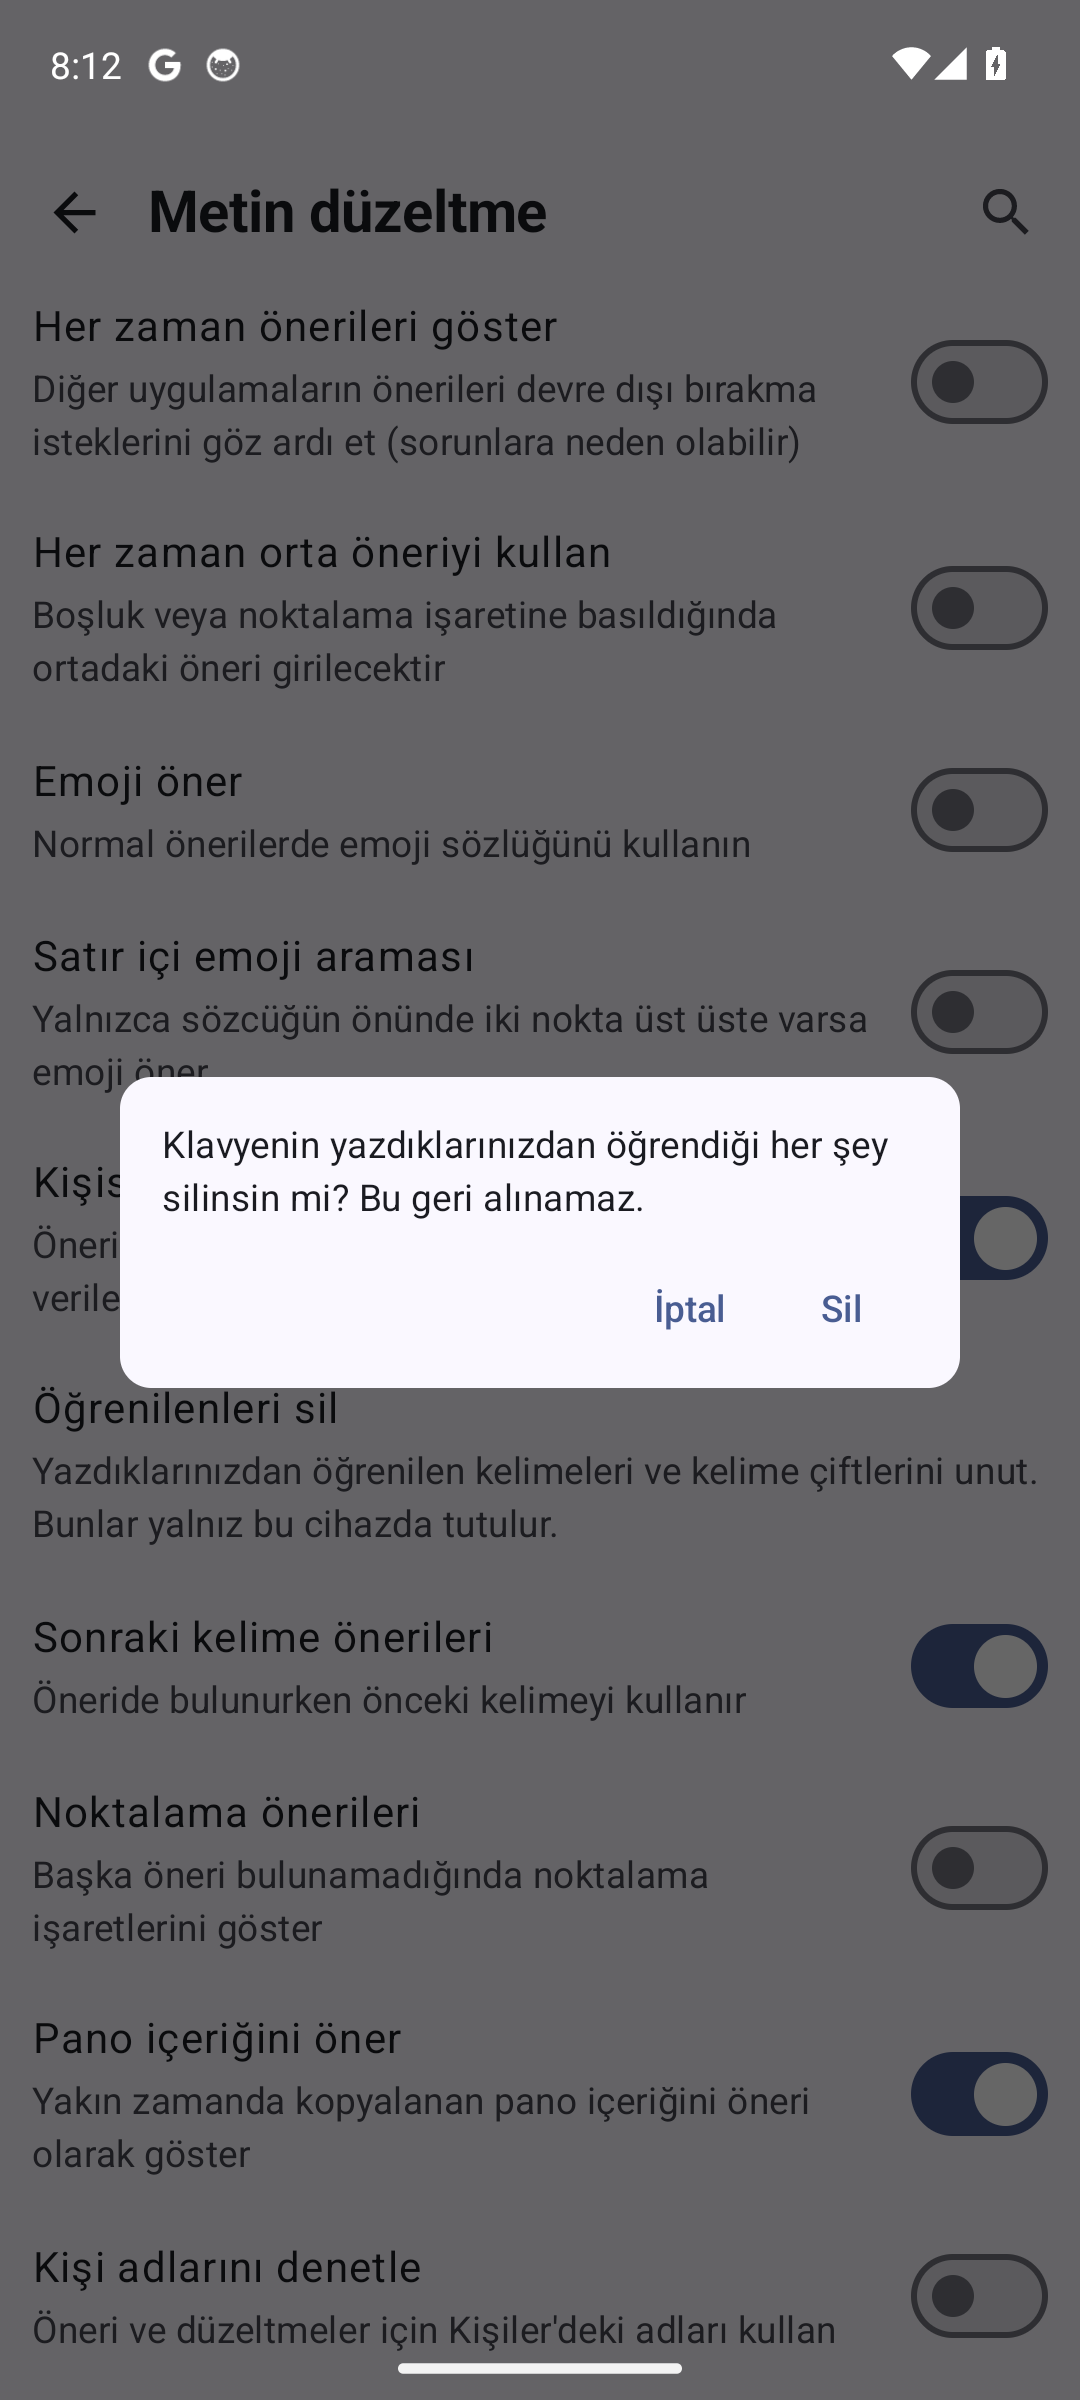 8:12
Metin düzeltme
Her zaman önerileri göster
Diğer uygulamaların önerileri devre dışı bırakma
isteklerini göz ardı et (sorunlara neden olabilir)
Her zaman orta öneriyi kullan
Boşluk veya noktalama işaretine basıldığında
ortadaki öneri girilecektir
Emoji öner
Normal önerilerde emoji sözlüğünü kullanın
Satır içi emoji araması
Yalnızca sözcüğün önünde iki nokta üst üste varsa
emoji öner
Klavyenin yazdıklarınızdan öğrendiği her şey
silinsin mi? Bu geri alınamaz.
İptal
Sil
Öğrenilenleri sil
Yazdıklarınızdan öğrenilen kelimeleri ve kelime çiftlerini unut.
Bunlar yalnız bu cihazda tutulur.
Sonraki kelime önerileri
Öneride bulunurken önceki kelimeyi kullanır
Noktalama önerileri
Başka öneri bulunamadığında noktalama
işaretlerini göster
Pano içeriğini öner
Yakın zamanda kopyalanan pano içeriğini öneri
olarak göster
Kişi adlarını denetle
Öneri ve düzeltmeler için Kişiler'deki adları kullan